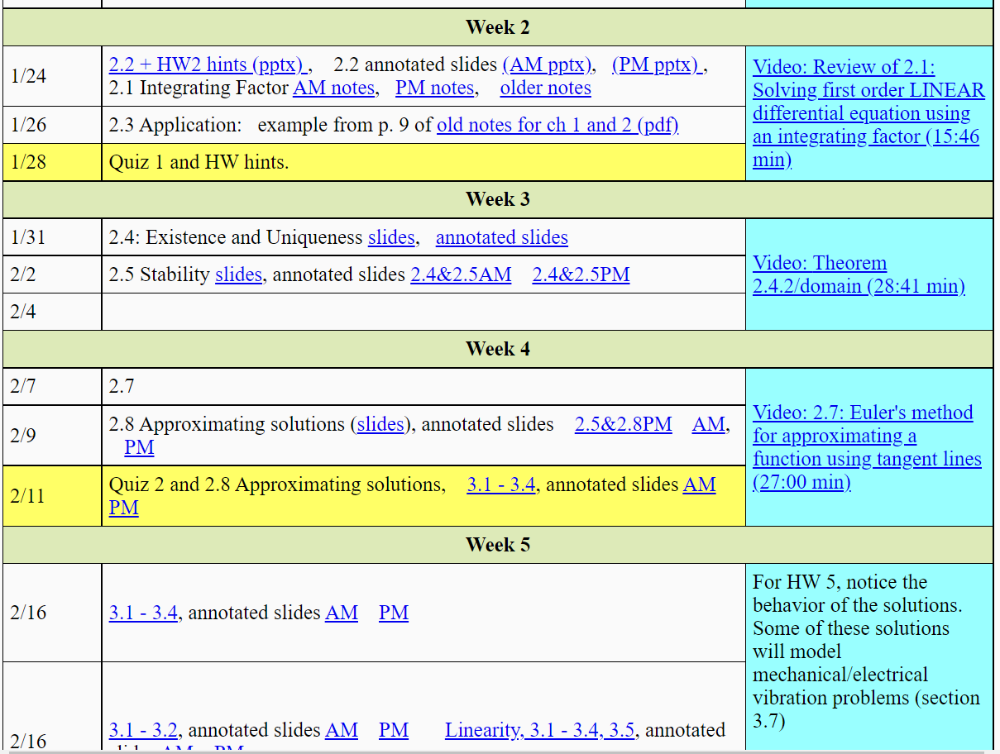 Week 2
1/24
2.2 + HW2 hints (pptx) , 2.2 annotated slides (AM pptx), (PM pptx) ,
2.1 Integrating Factor AM notes, PM notes, older notes
Video: Review of 2.1:
Solving first order LINEAR
differential equation using
an integrating factor (15:46
min)
1/26
2.3 Application: example from p. 9 of old notes for ch 1 and 2 (pdf)
1/28
Quiz 1 and HW hints.
Week 3
1/31
2.4: Existence and Uniqueness slides, annotated slides
Video: Theorem
2.4.2/domain (28:41 min)
2/2
2.5 Stability slides, annotated slides 2.4&2.5AM 2.4&2.5PM
2/4
Week 4
2/7
2.7
Video: 2.7: Euler's method
for approximating a
function using tangent lines
(27:00 min)
2/9
2.8 Approximating solutions (slides), annotated slides 2.5&2.8PM AM,
PM
2/11
Quiz 2 and 2.8 Approximating solutions, 3.1 - 3.4, annotated slides AM
PM
Week 5
2/16
3.1 - 3.4, annotated slides AM PM
For HW 5, notice the
behavior of the solutions.
Some of these solutions
will model
mechanical/electrical
vibration problems (section
3.7)
2/16
3.1 - 3.2, annotated slides AM PM Linearity, 3.1 - 3.4, 3.5, annotated